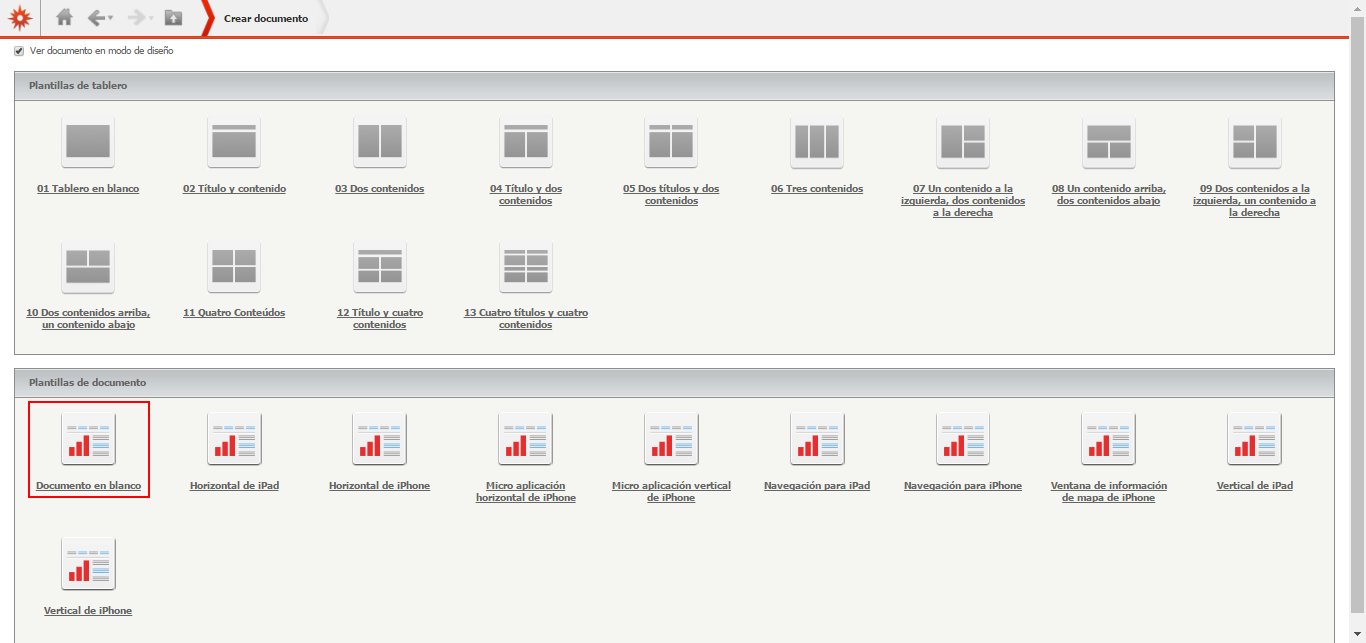 Crear documento
Ver documento en modo de diseño
Plantillas de tablero
01 Tablero en blanco
02 Título y contenido
03 Dos contenidos
04 Título y dos
contenidos
05 Dos títulos y dos
contenidos
06 Tres contenidos
07 Un contenido a la
izquierda, dos contenidos
a la derecha
08 Un contenido arriba,
dos contenidos abajo
09 Dos contenidos a la
izquierda, un contenido a
la derecha
10 Dos contenidos arriba,
un contenido abajo
11 Quatro Conteúdos
12 Título y cuatro
contenidos
13 Cuatro títulos y cuatro
contenidos
Plantillas de documento
Documento en blanco
Horizontal de iPad
Horizontal de iPhone
Micro aplicación
horizontal de iPhone
Micro aplicación vertical
de iPhone
Navegación para iPad
Navegación para iPhone
Ventana de información
de mapa de iPhone
Vertical de iPad
Vertical de iPhone